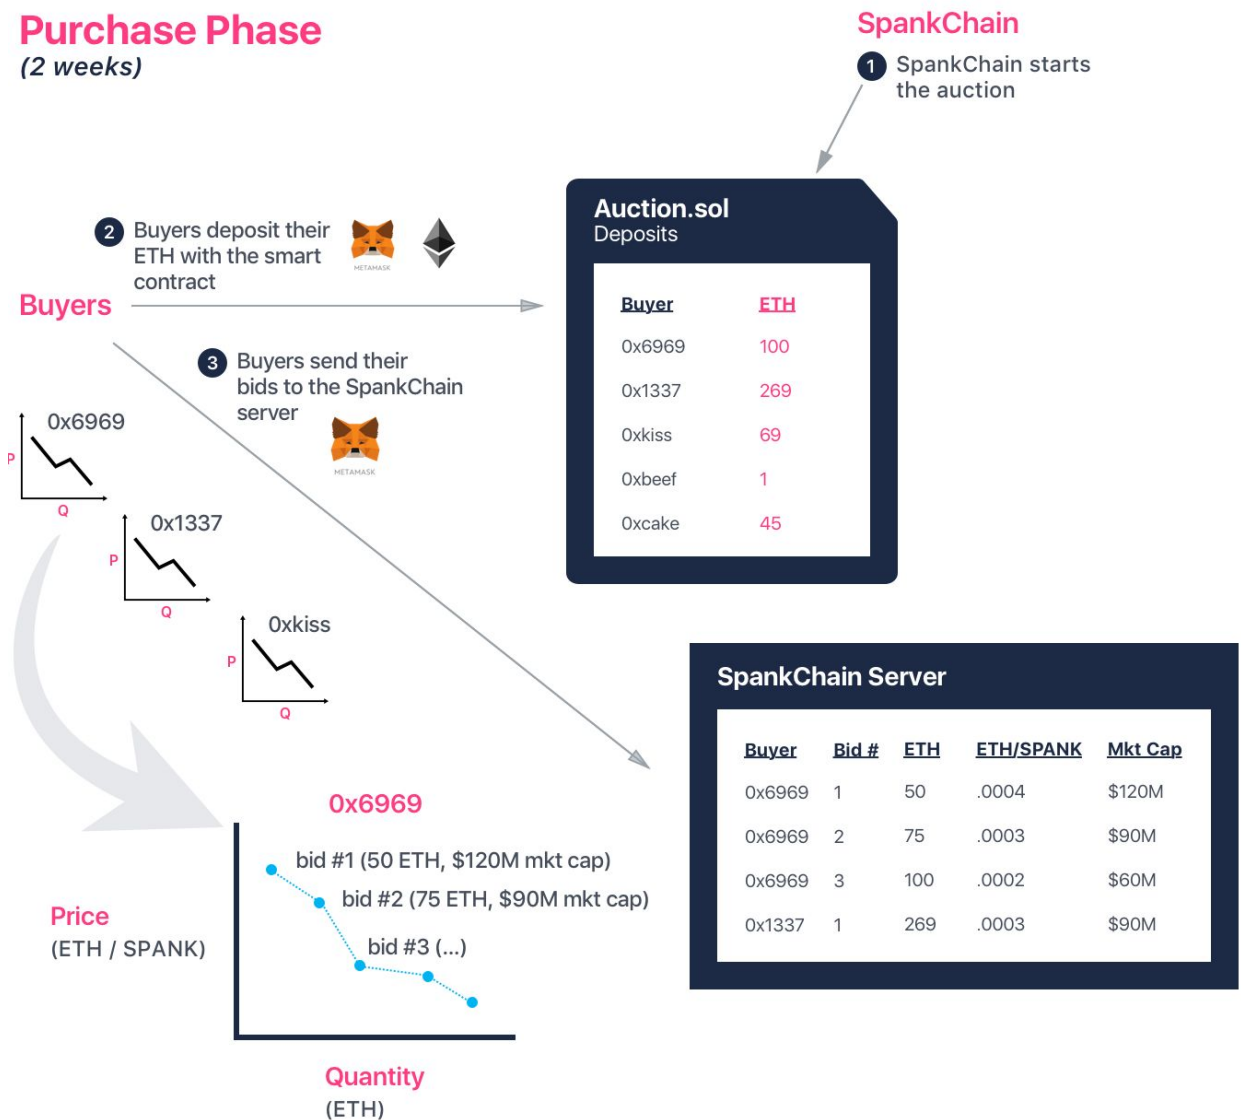 Purchase Phase
(2 weeks)
SpankChain
1 SpankChain starts
the auction
2 Buyers deposit their
ETH with the smart
contract
METAMASK
Buyers
Auction.sol
Deposits
Buyer ETH
0x6969 100
0x1337 269
0xkiss 69
0xbeef 1
0xcake 45
3 Buyers send their
bids to the SpankChain
server
METAMASK
0x6969
P
Q
0x1337
P
Q
0xkiss
P
Q
SpankChain Server
Buyer Bid # ETH ETH/SPANK Mkt Cap
0x6969 1 50 .0004 $120M
0x6969 2 75 .0003 $90M
0x6969 3 100 .0002 $60M
0x1337 1 269 .0003 $90M
0x6969
bid #1 (50 ETH, $120M mkt cap)
bid #2 (75 ETH, $90M mkt cap)
bid #3 (...)
Price
(ETH / SPANK)
Quantity
(ETH)